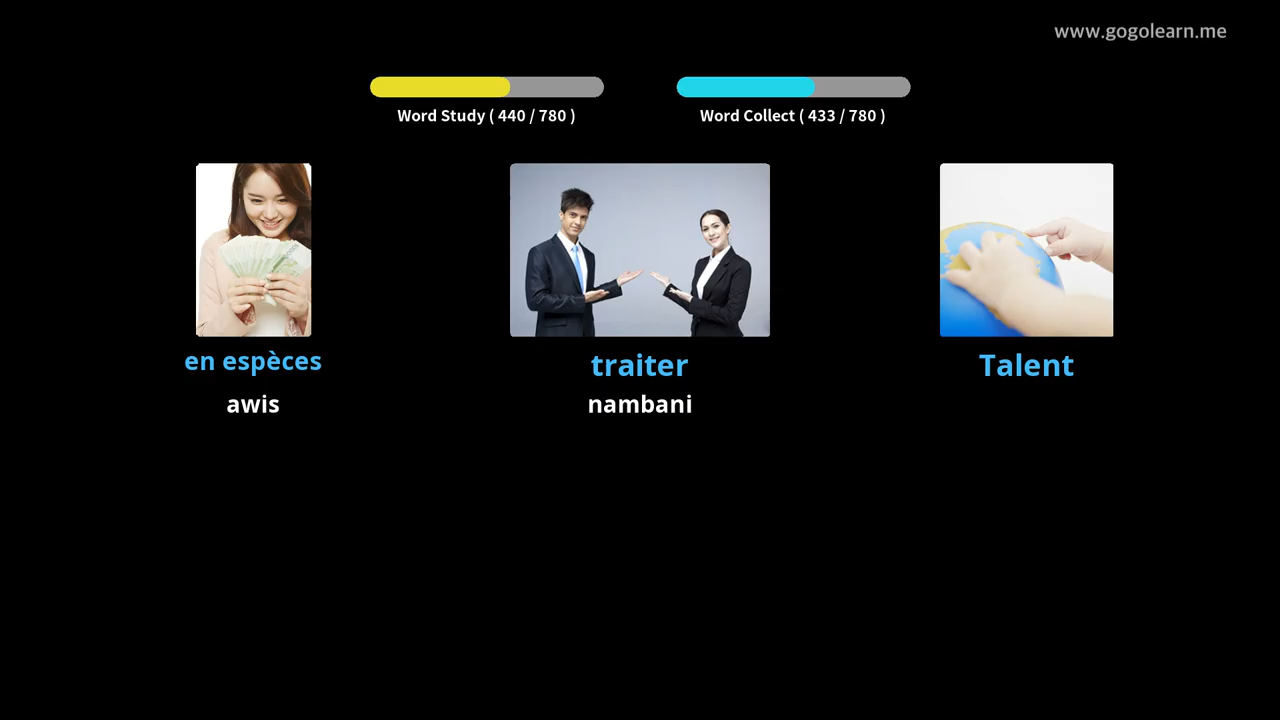 www.gogolearn.me
Word Study ( 440 / 780 )
Word Collect ( 433 / 780 )
en espèces
awis
traiter
nambani
Talent